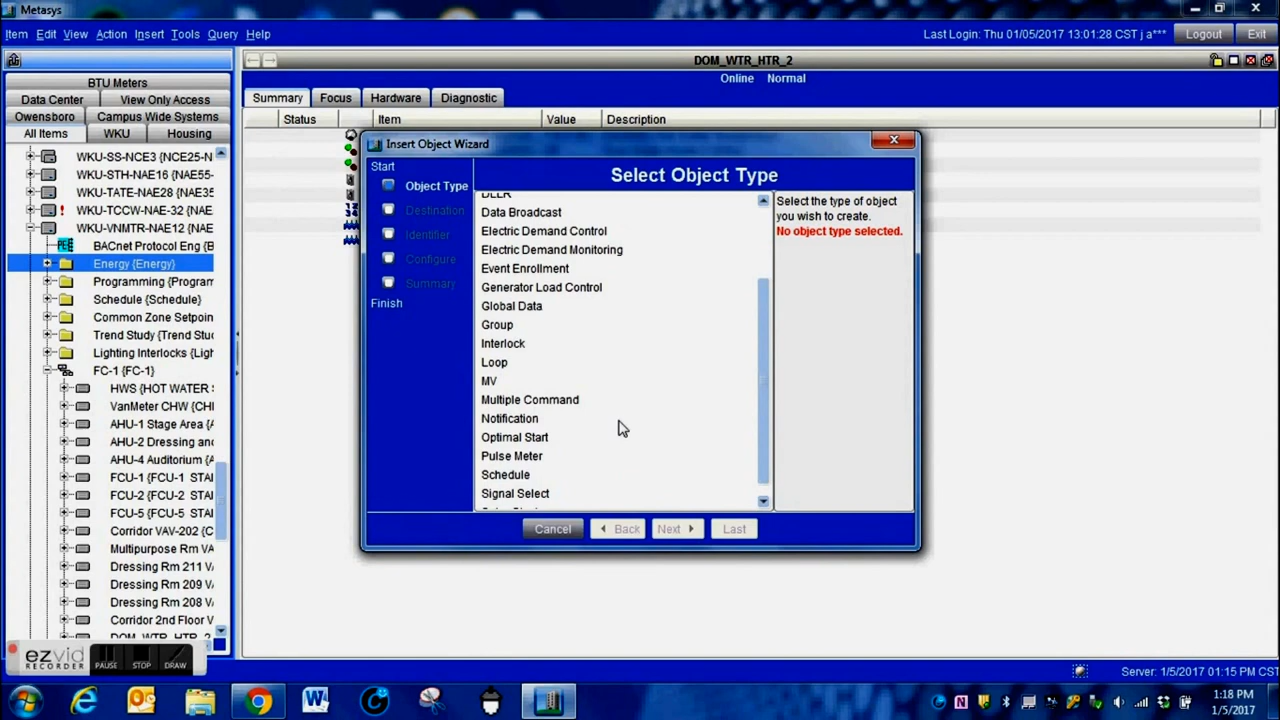 Metasys
Item Edit View Action Insert Tools Query Help
Last Login: Thu 01/05/2017 13:01:28 CST j a***
Logout
Exit
BTU Meters
Data Center
View Only Access
Owensboro
Campus Wide Systems
All Items
WKU
Housing
WKU-SS-NCE3 {NCE25-N
WKU-STH-NAE16 {NAE55-
WKU-TATE-NAE28 {NAE35
WKU-TCCW-NAE-32 {NAE
WKU-VNMTR-NAE12 {NAE
BACnet Protocol Eng {B
Energy {Energy}
Programming {Program
Schedule {Schedule}
Common Zone Setpoin
Trend Study {Trend Stu
Lighting Interlocks {Ligh
FC-1 {FC-1}
HWS {HOT WATER S
VanMeter CHW {CHI
AHU-1 Stage Area {A
AHU-2 Dressing and
AHU-4 Auditorium {A
FCU-1 {FCU-1 STAI
FCU-2 {FCU-2 STAI
FCU-5 {FCU-5 STAI
Corridor VAV-202 {C
Multipurpose Rm VA
Dressing Rm 211 VA
Dressing Rm 209 VA
Dressing Rm 208 VA
Corridor 2nd Floor V
DOM_WTR_HTR_2
DOM_WTR_HTR_2
Online Normal
Summary
Focus
Hardware
Diagnostic
Status Item Value Description
Insert Object Wizard
Start
Object Type
Destination
Identifier
Configure
Summary
Finish
Select Object Type
DLLR
Data Broadcast
Electric Demand Control
Electric Demand Monitoring
Event Enrollment
Generator Load Control
Global Data
Group
Interlock
Loop
MV
Multiple Command
Notification
Optimal Start
Pulse Meter
Schedule
Signal Select
Select the type of object
you wish to create.
No object type selected.
Cancel
Back
Next
Last
ezvid
RECORDER
PAUSE
STOP
DRAW
Server: 1/5/2017 01:15 PM CST
1:18 PM
1/5/2017